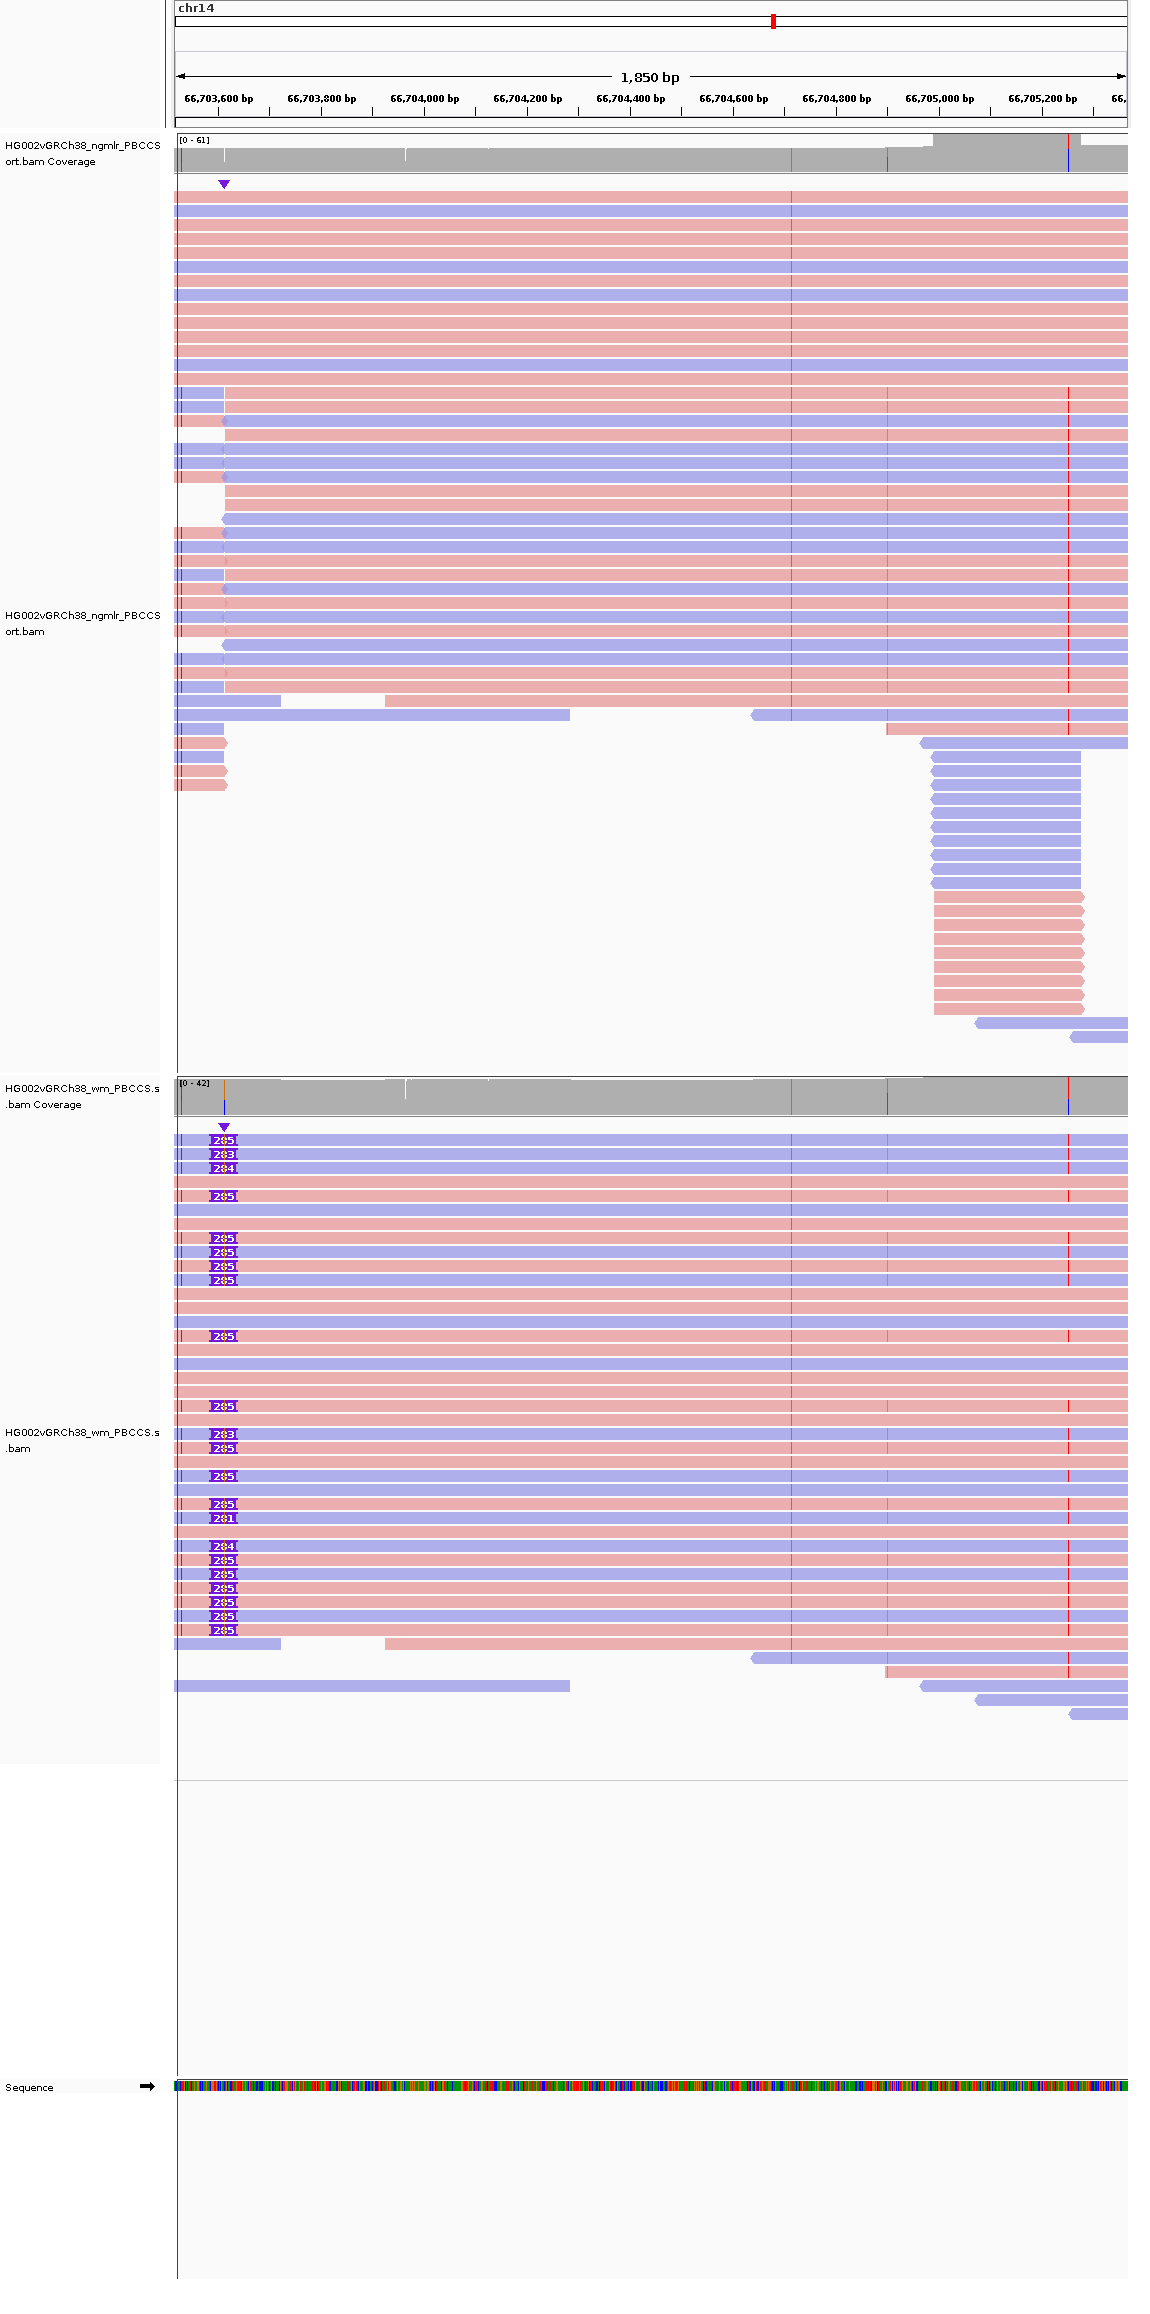 chr14
1,850 bp
66,703,600 bp 66,703,800 bp 66,704,000 bp 66,704,200 bp 66,704,400 bp 66,704,600 bp 66,704,800 bp 66,705,000 bp 66,705,200 bp 66,
HG002vGRCh38_ngmlr_PBCCS
ort.bam Coverage
[0 - 61]
HG002vGRCh38_ngmlr_PBCCS
ort.bam
HG002vGRCh38_wm_PBCCS.s
.bam Coverage
[0 - 42]
285
283
284
285
285
285
285
285
285
285
HG002vGRCh38_wm_PBCCS.s
.bam
283
285
285
285
281
284
285
285
285
285
285
285
Sequence